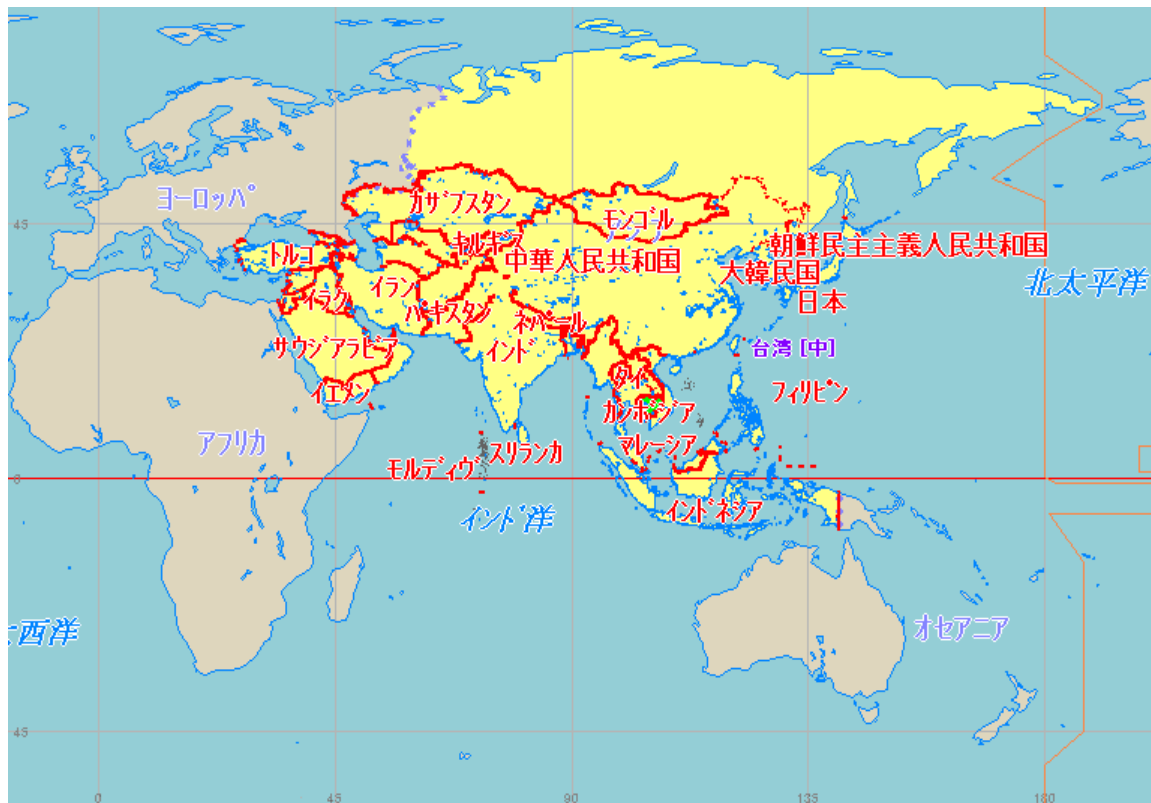 ヨーロッパ
カザフスタン
モンゴル
キルギス
朝鮮民主主義人民共和国
トルコ
中華人民共和国
大韓民国
イラン
北太平洋
イラク
日本
パキスタン
ネパール
サウジアラビア
インド
台湾 [中]
イエメン
タイ
フィリピン
カンボジア
アフリカ
マレーシア
スリランカ
モルディヴ
インド洋
インドネシア
西洋
オセアニア
45
0
45
0
45
90
135
180